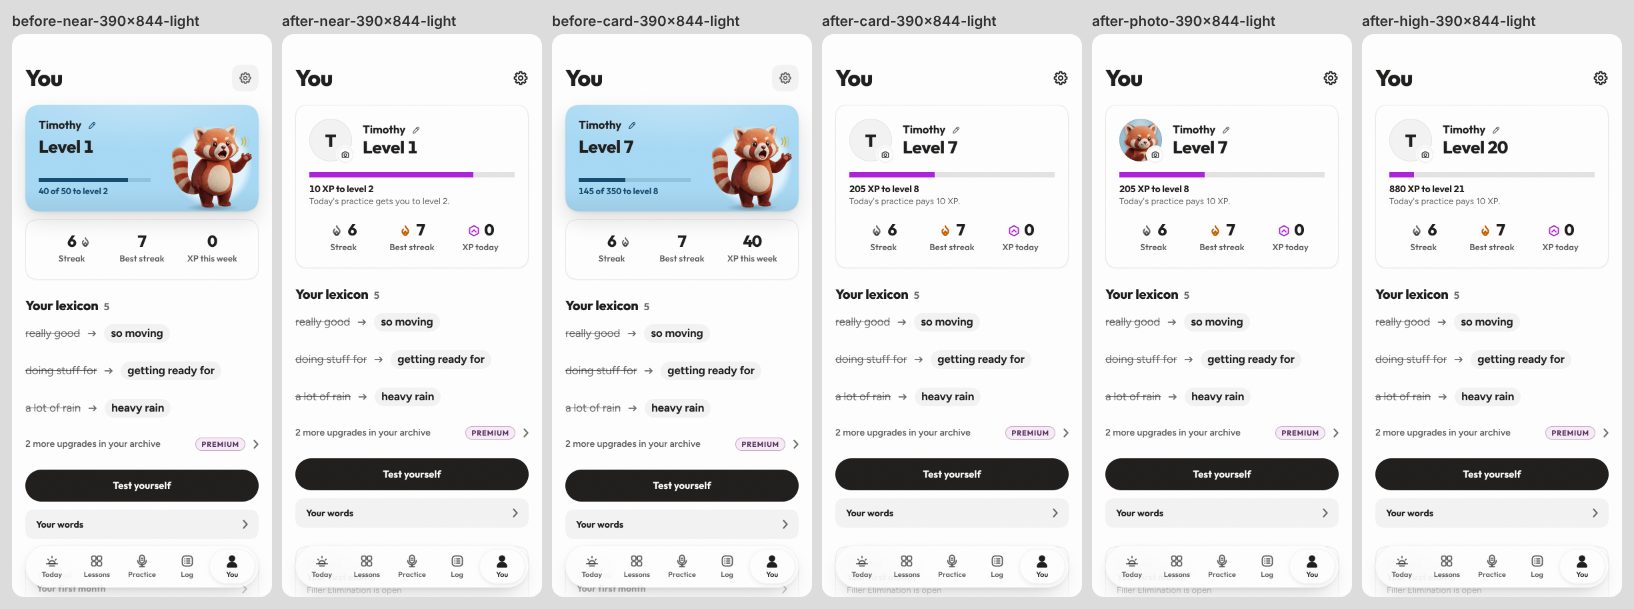 before-near-390×844-light
You
Timothy
Level 1
40 of 50 to level 2
6
7
0
Streak
Best streak
XP this week
Your lexicon 5
really good → so moving
doing stuff for → getting ready for
a lot of rain → heavy rain
2 more upgrades in your archive PREMIUM
Test yourself
Your words
Today
Lessons
Practice
Log
You
Your first month
after-near-390×844-light
You
T
Timothy
Level 1
10 XP to level 2
Today's practice gets you to level 2.
6
7
0
Streak
Best streak
XP today
Your lexicon 5
really good → so moving
doing stuff for → getting ready for
a lot of rain → heavy rain
2 more upgrades in your archive PREMIUM
Test yourself
Your words
Today
Lessons
Practice
Log
You
Filler Elimination is open
before-card-390×844-light
You
Timothy
Level 7
145 of 350 to level 8
6
7
40
Streak
Best streak
XP this week
Your lexicon 5
really good → so moving
doing stuff for → getting ready for
a lot of rain → heavy rain
2 more upgrades in your archive PREMIUM
Test yourself
Your words
Today
Lessons
Practice
Log
You
Your first month
after-card-390×844-light
You
T
Timothy
Level 7
205 XP to level 8
Today's practice pays 10 XP.
6
7
0
Streak
Best streak
XP today
Your lexicon 5
really good → so moving
doing stuff for → getting ready for
a lot of rain → heavy rain
2 more upgrades in your archive PREMIUM
Test yourself
Your words
Today
Lessons
Practice
Log
You
Filler Elimination is open
after-photo-390×844-light
You
Timothy
Level 7
205 XP to level 8
Today's practice pays 10 XP.
6
7
0
Streak
Best streak
XP today
Your lexicon 5
really good → so moving
doing stuff for → getting ready for
a lot of rain → heavy rain
2 more upgrades in your archive PREMIUM
Test yourself
Your words
Today
Lessons
Practice
Log
You
Filler Elimination is open
after-high-390×844-light
You
T
Timothy
Level 20
880 XP to level 21
Today's practice pays 10 XP.
6
7
0
Streak
Best streak
XP today
Your lexicon 5
really good → so moving
doing stuff for → getting ready for
a lot of rain → heavy rain
2 more upgrades in your archive PREMIUM
Test yourself
Your words
Today
Lessons
Practice
Log
You
Filler Elimination is open